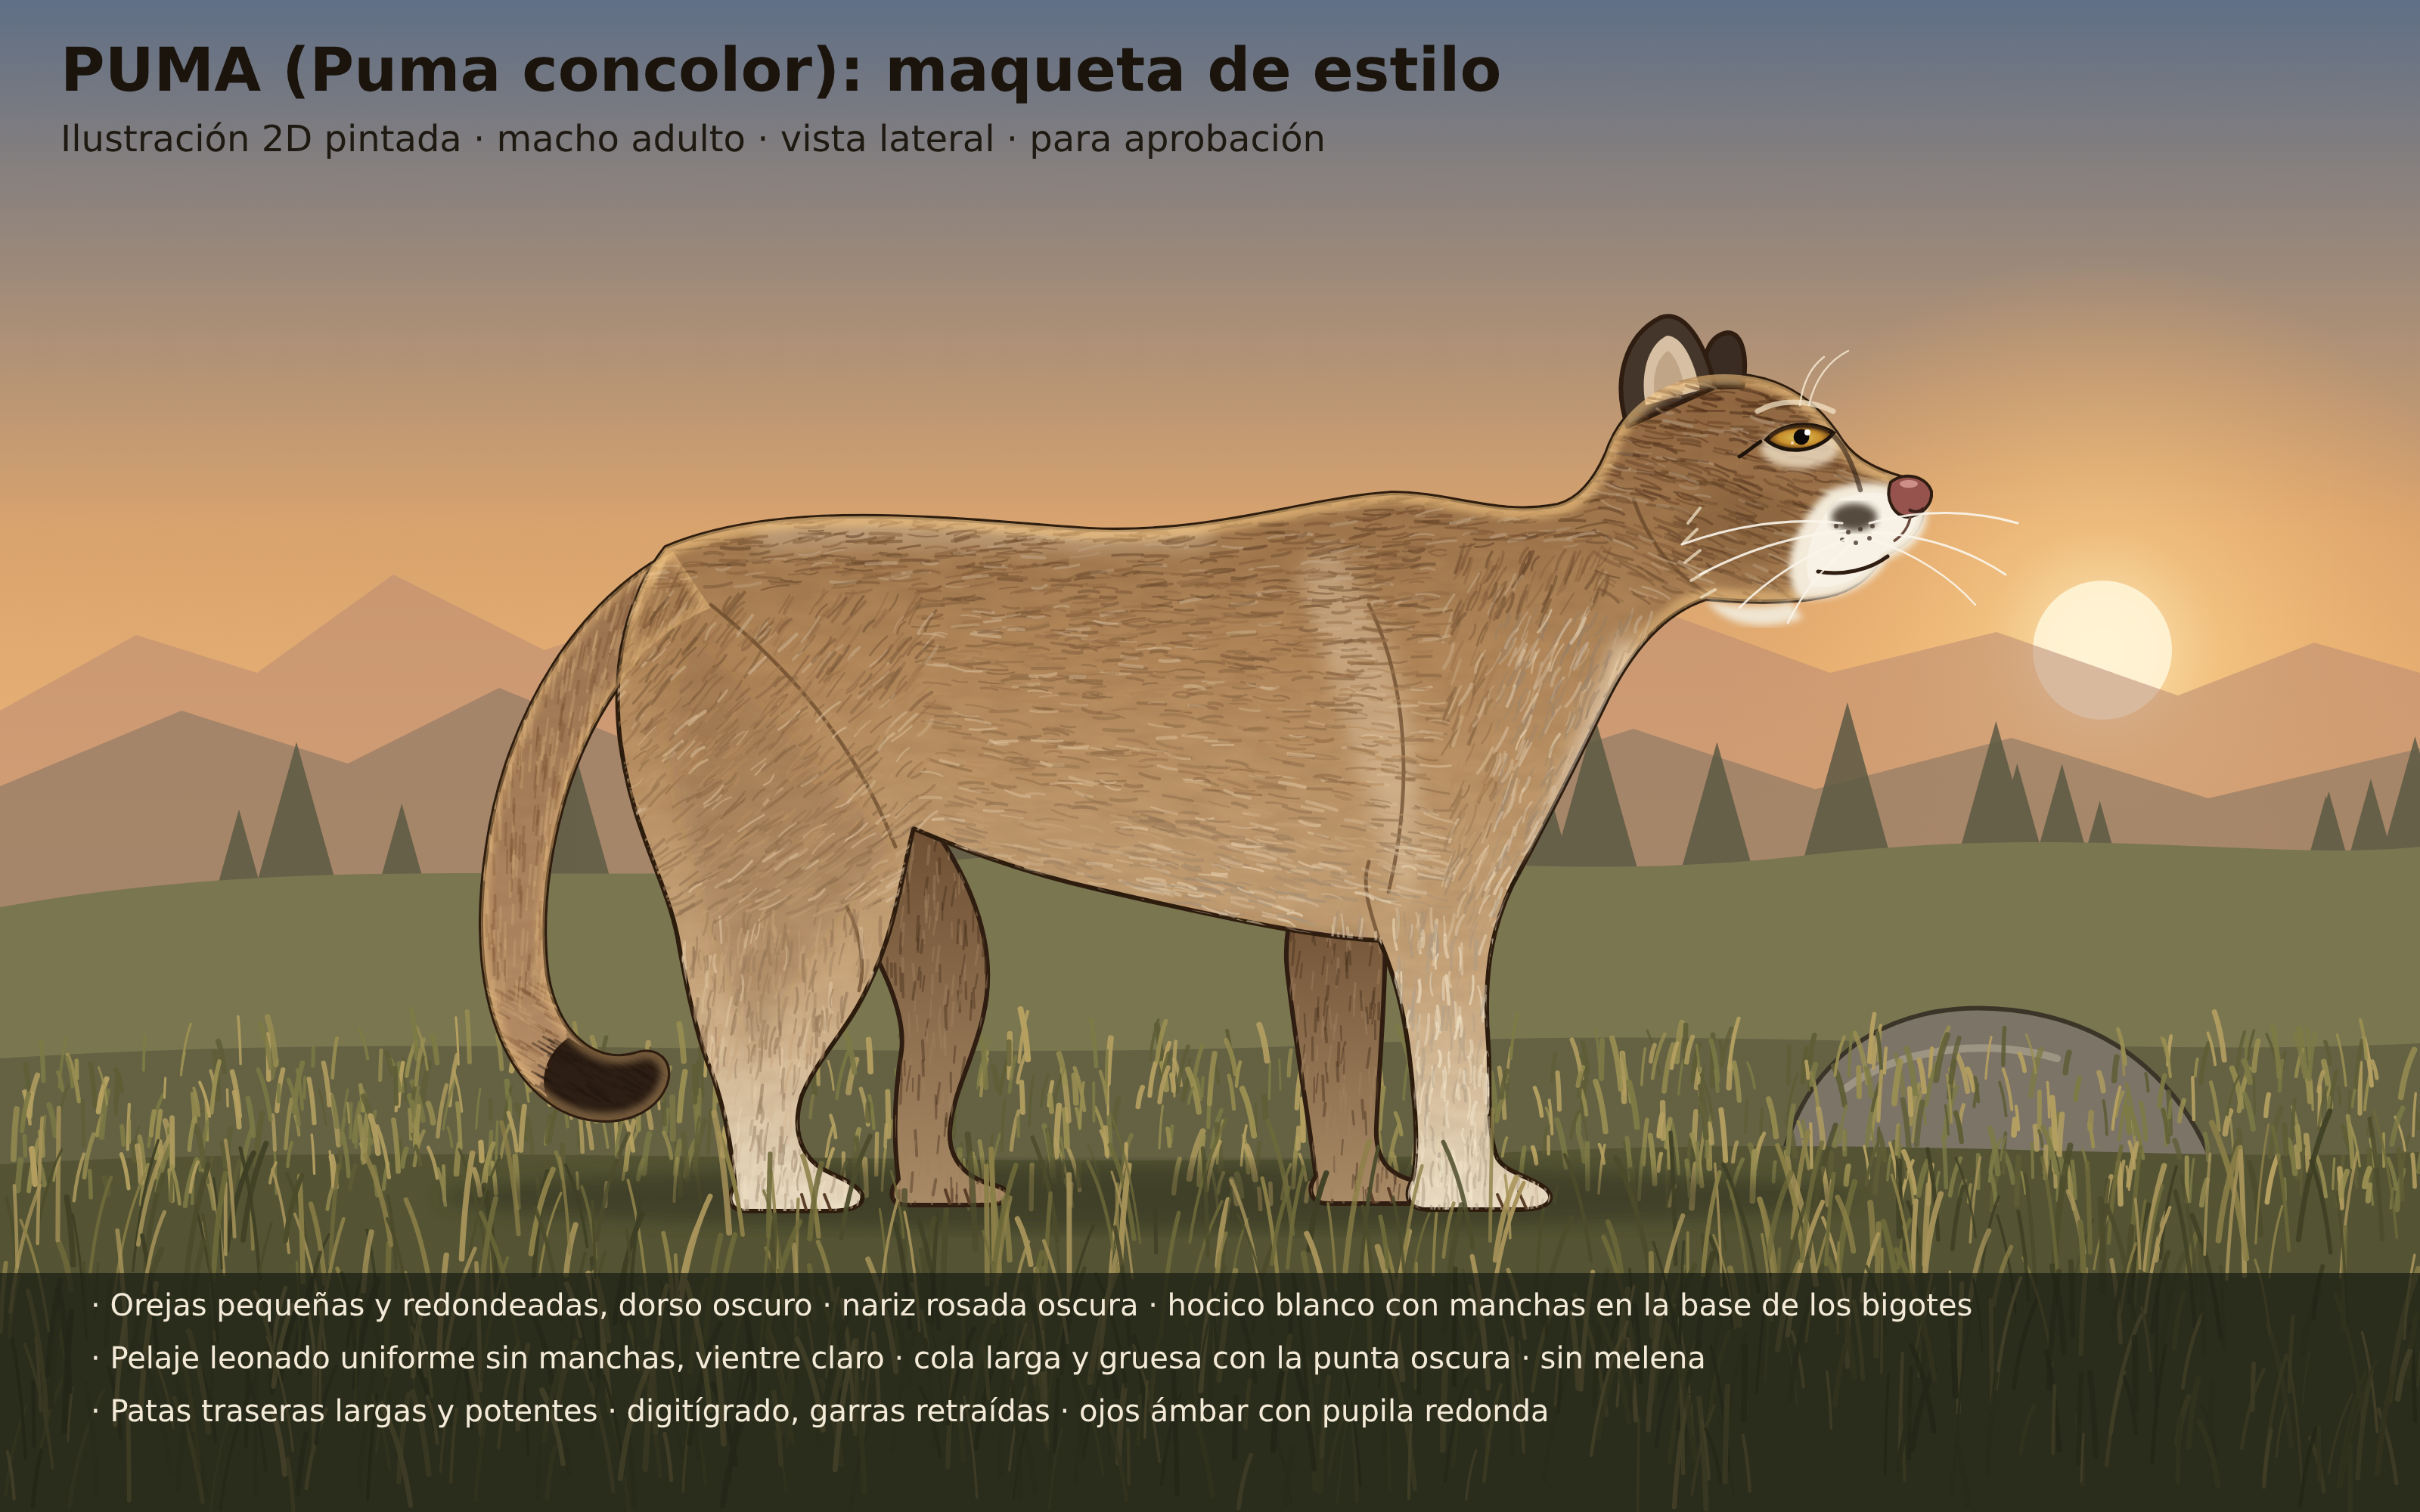 PUMA (Puma concolor): maqueta de estilo
Ilustración 2D pintada · macho adulto · vista lateral · para aprobación
· Orejas pequeñas y redondeadas, dorso oscuro · nariz rosada oscura · hocico blanco con manchas en la base de los bigotes
· Pelaje leonado uniforme sin manchas, vientre claro · cola larga y gruesa con la punta oscura · sin melena
· Patas traseras largas y potentes · digitígrado, garras retraídas · ojos ámbar con pupila redonda